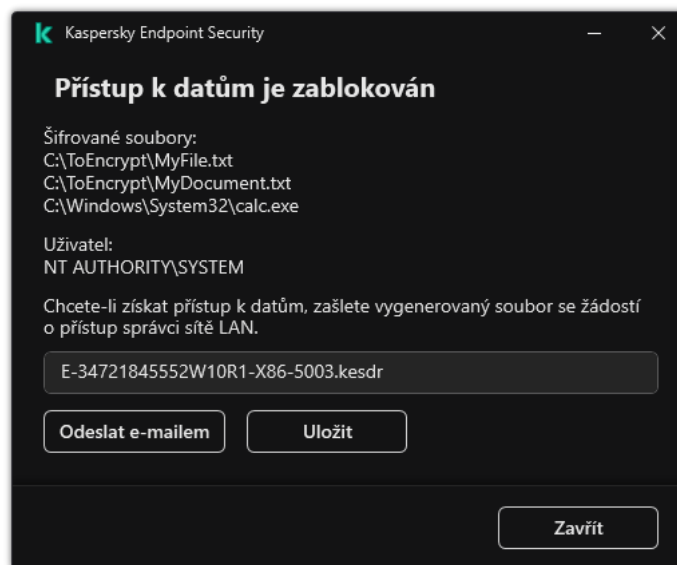 Kaspersky Endpoint Security
Přístup k datům je zablokován
Šifrované soubory:
C:\ToEncrypt\MyFile.txt
C:\ToEncrypt\MyDocument.txt
C:\Windows\System32\calc.exe
Uživatel:
NT AUTHORITY\SYSTEM
Chcete-li získat přístup k datům, zašlete vygenerovaný soubor se žádostí
o přístup správci sítě LAN.
E-34721845552W10R1-X86-5003.kesdr
Odeslat e-mailem
Uložit
Zavřít